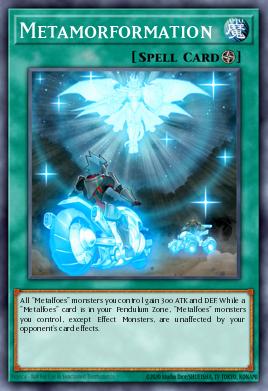 METAMORFORMATION
魔
[SPELL CARD]
All "Metalfoes" monsters you control gain 300 ATK and DEF. While a
"Metalfoes" card is in your Pendulum Zone, "Metalfoes" monsters
you control, except Effect Monsters, are unaffected by your
opponent's card effects.